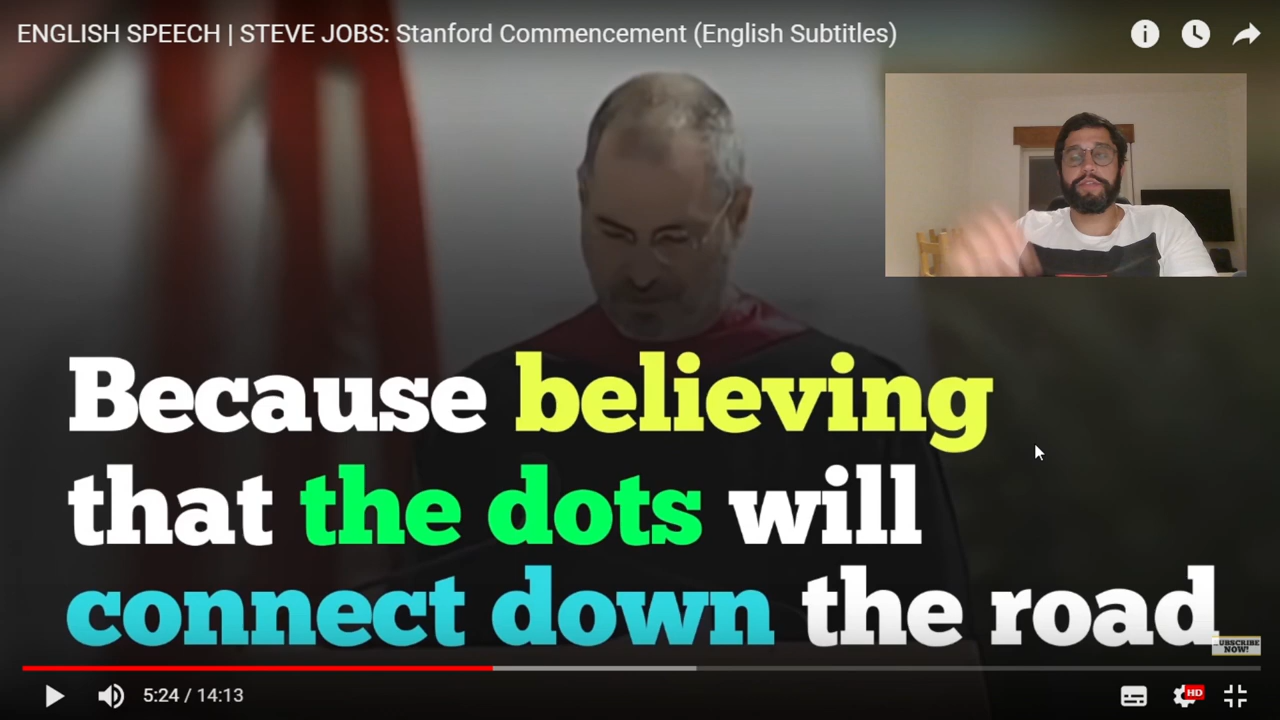 ENGLISH SPEECH | STEVE JOBS: Stanford Commencement (English Subtitles)
Because believing
that the dots will
connect down the road
SUBSCRIBE
NOW!
5:24 / 14:13
HD